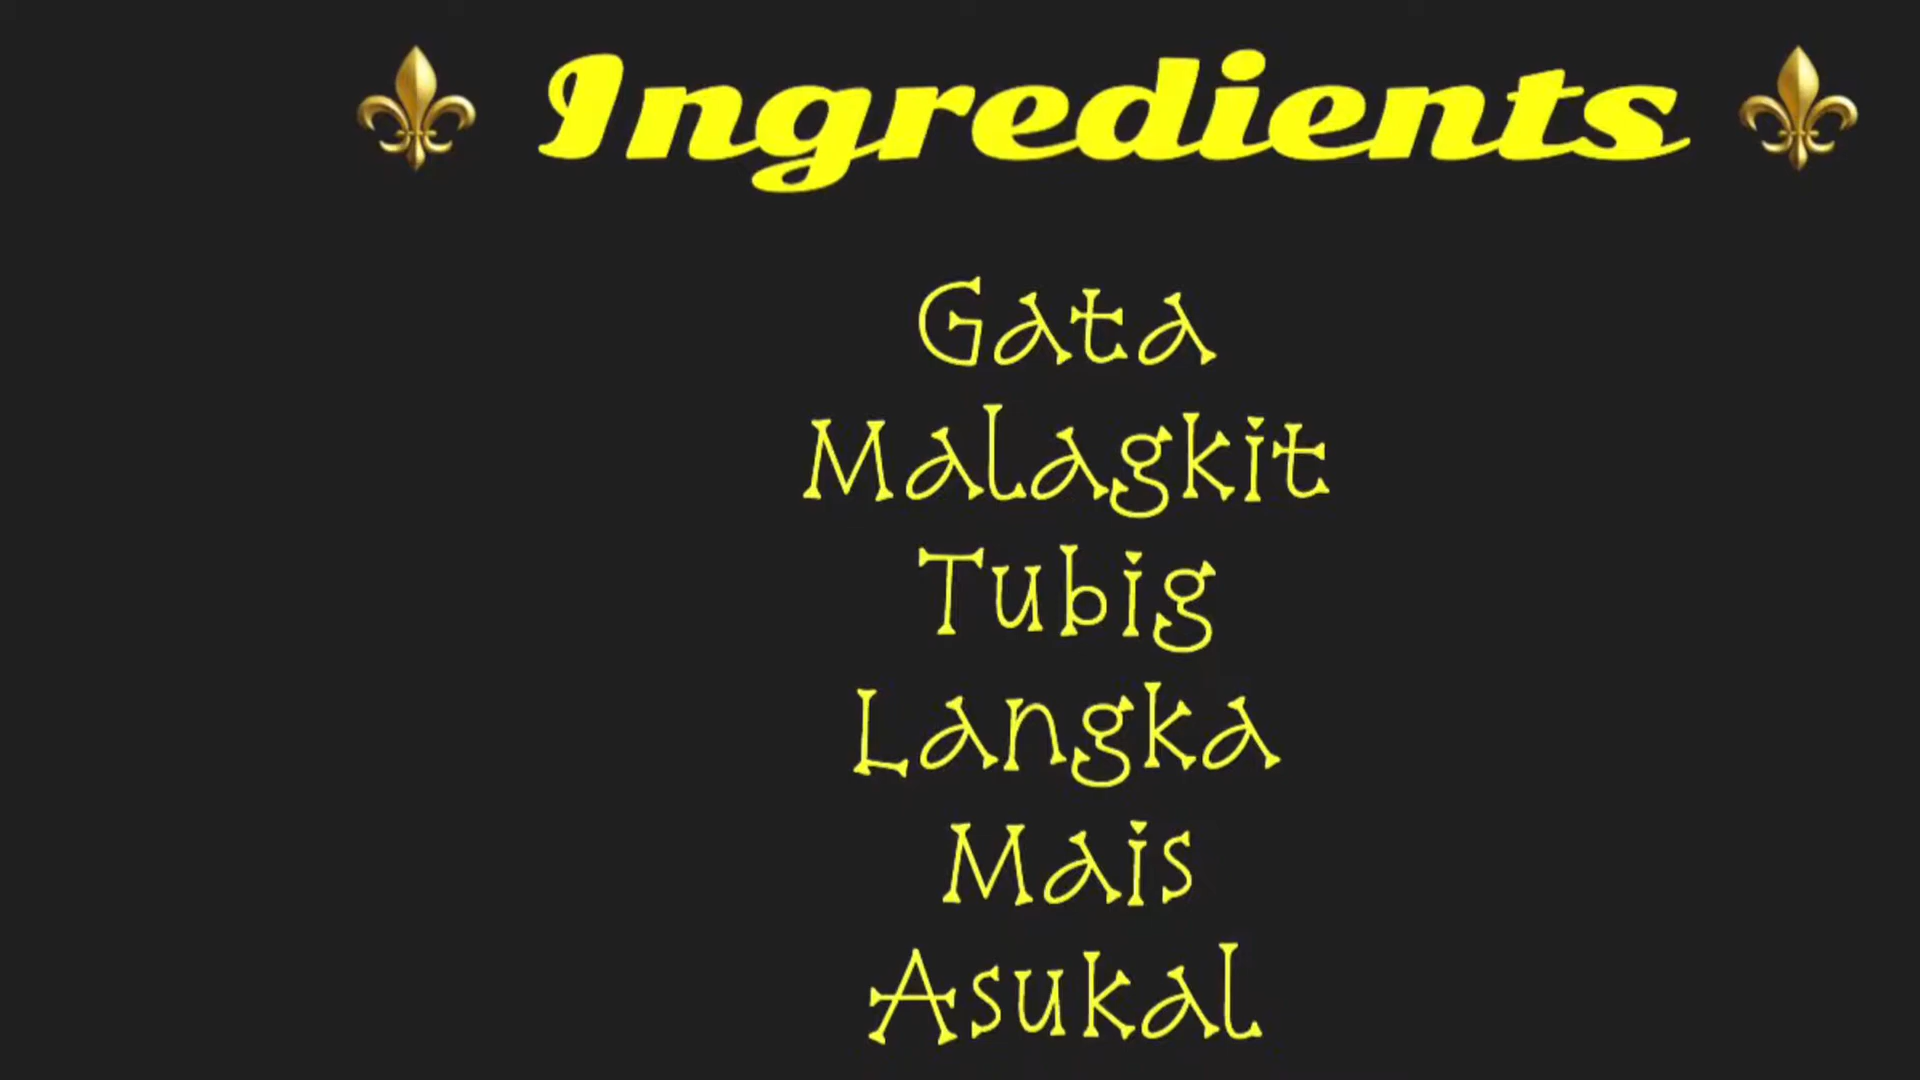 Ingredients
Gata
Malagkit
Tubig
Langka
Mais
Asukal